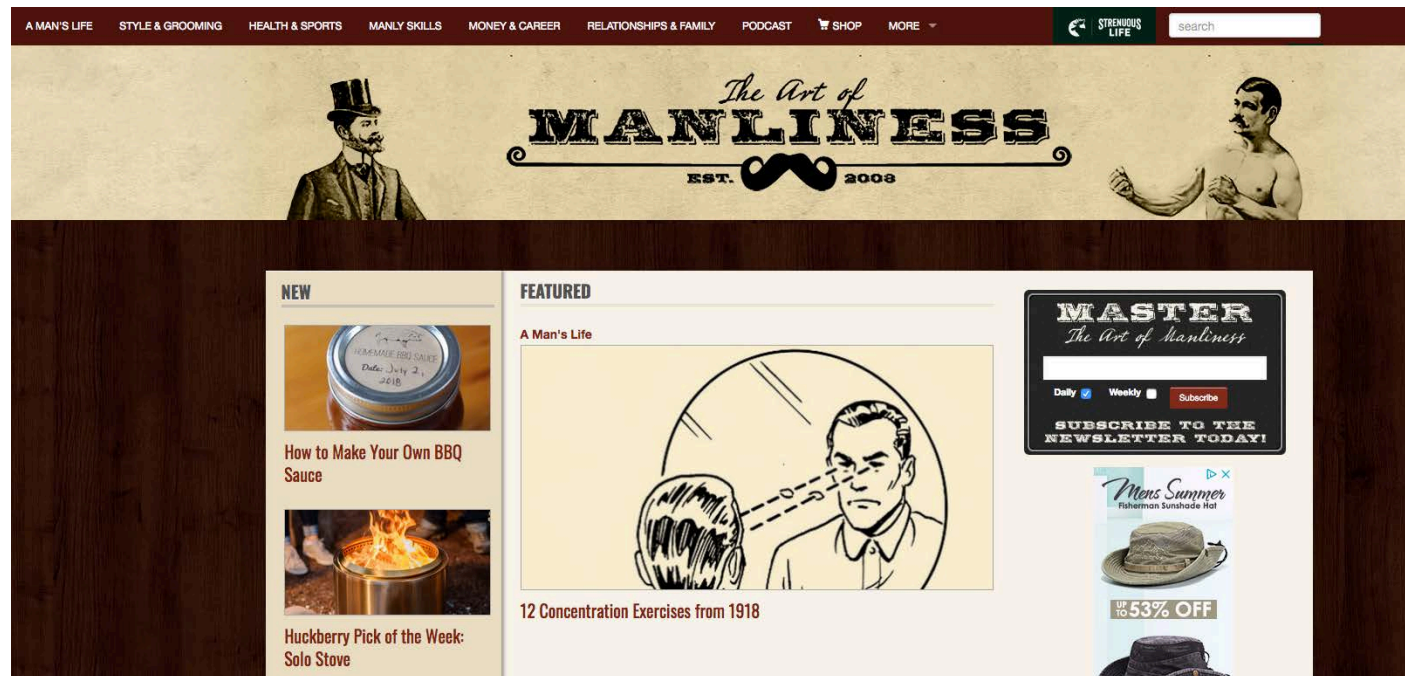 A MAN'S LIFE STYLE & GROOMING HEALTH & SPORTS MANLY SKILLS MONEY & CAREER RELATIONSHIPS & FAMILY PODCAST SHOP MORE STRENUOUS LIFE search
The Art of
MANLINESS
EST. 2008
NEW
HOMEMADE BBQ SAUCE
Date: July 2,
2018
How to Make Your Own BBQ
Sauce
Huckberry Pick of the Week:
Solo Stove
FEATURED
A Man's Life
12 Concentration Exercises from 1918
MASTER
The Art of Manliness
Daily Weekly Subscribe
SUBSCRIBE TO THE
NEWSLETTER TODAY!
Mens Summer
Fisherman Sunshade Hat
UP TO 53% OFF